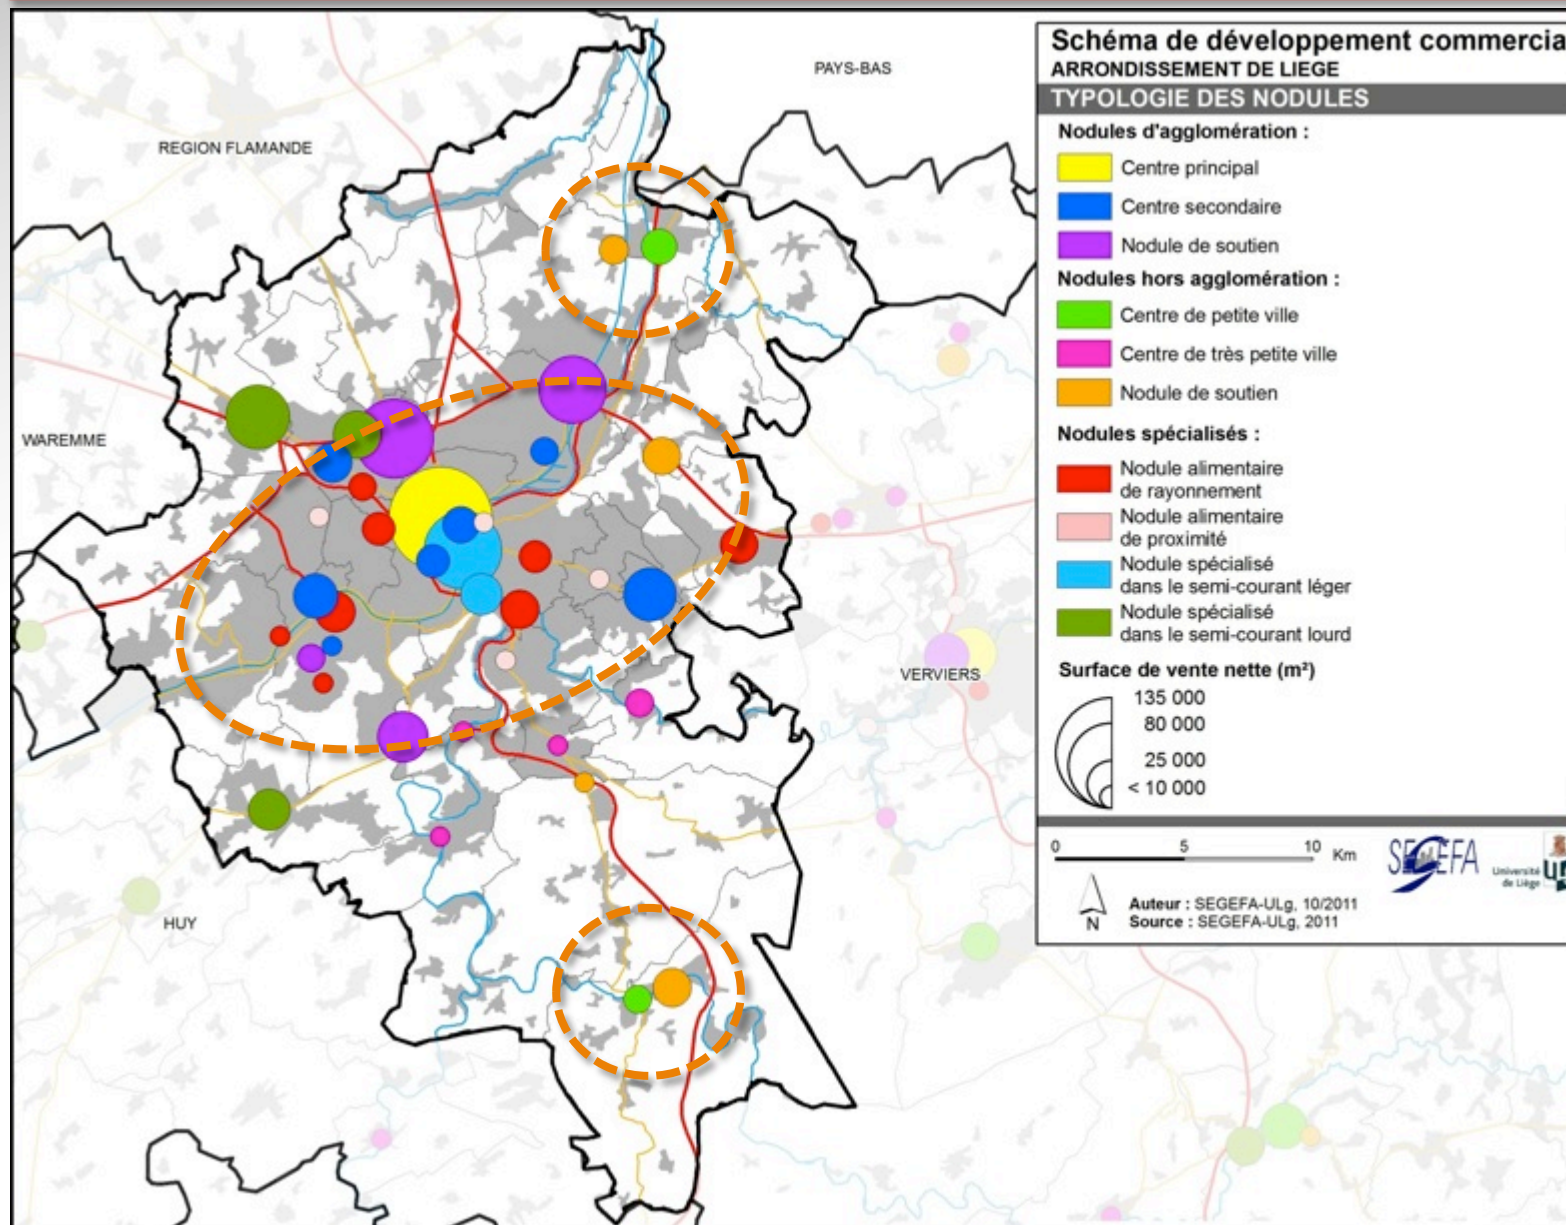 PAYS-BAS
REGION FLAMANDE
WAREMME
VERVIERS
HUY
Schéma de développement commercia
ARRONDISSEMENT DE LIEGE
TYPOLOGIE DES NODULES
Nodules d'agglomération :
Centre principal
Centre secondaire
Nodule de soutien
Nodules hors agglomération :
Centre de petite ville
Centre de très petite ville
Nodule de soutien
Nodules spécialisés :
Nodule alimentaire
de rayonnement
Nodule alimentaire
de proximité
Nodule spécialisé
dans le semi-courant léger
Nodule spécialisé
dans le semi-courant lourd
Surface de vente nette (m²)
135 000
80 000
25 000
< 10 000
0 5 10 Km
SEGEFA
Université
de Liège
N
Auteur : SEGEFA-ULg, 10/2011
Source : SEGEFA-ULg, 2011